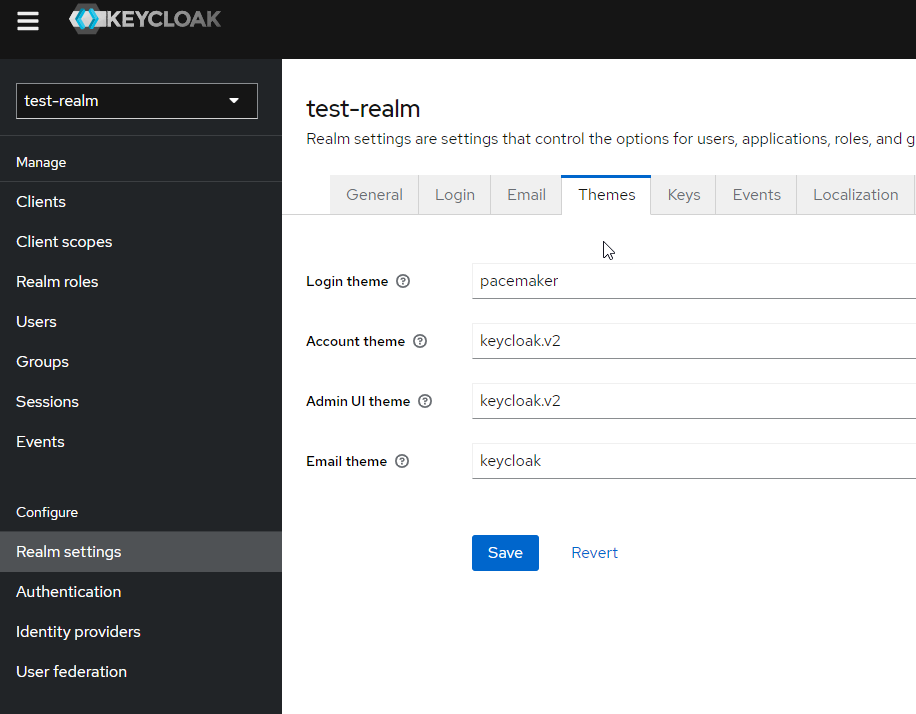 KEYCLOAK
test-realm
Manage
Clients
Client scopes
Realm roles
Users
Groups
Sessions
Events
Configure
Realm settings
Authentication
Identity providers
User federation
test-realm
Realm settings are settings that control the options for users, applications, roles, and
General Login Email Themes Keys Events Localization
Login theme pacemaker
Account theme keycloak.v2
Admin UI theme keycloak.v2
Email theme keycloak
Save Revert